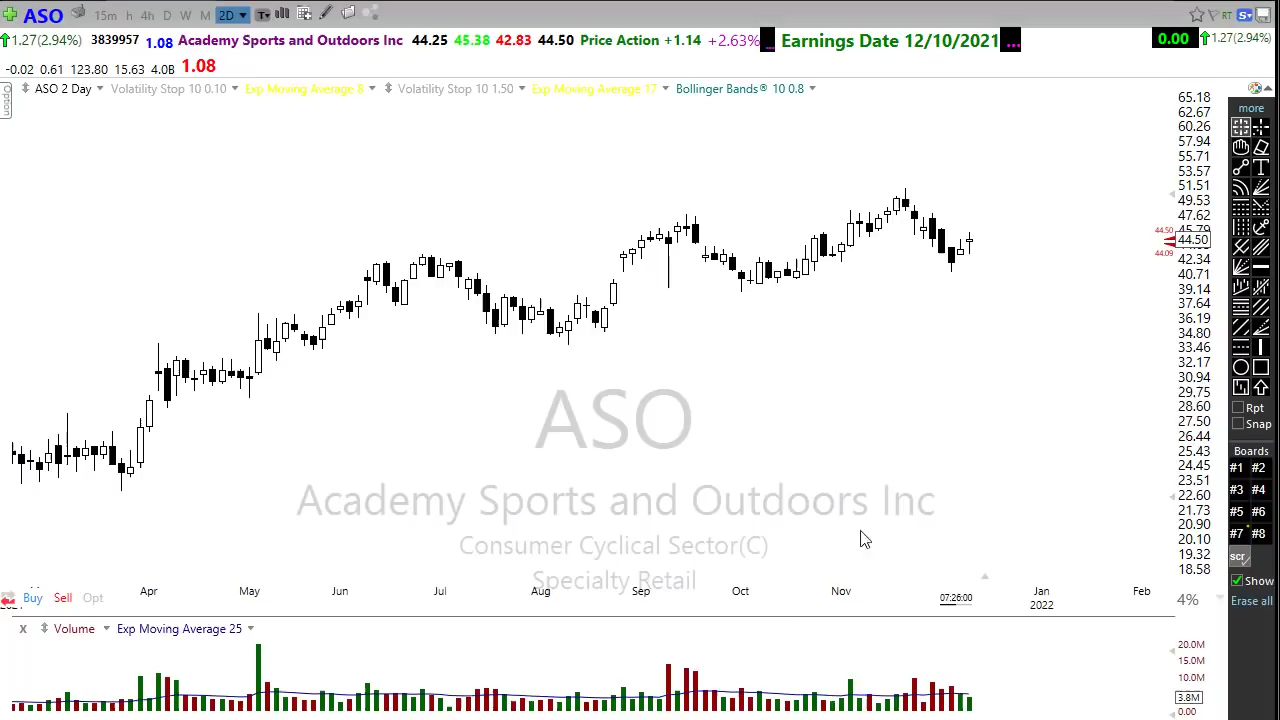 ASO 15m h 4h D W M 2D T RT S
1.27(2.94%) 3839957 1.08 Academy Sports and Outdoors Inc 44.25 45.38 42.83 44.50 Price Action +1.14 +2.63% ... Earnings Date 12/10/2021 ... 0.00 1.27(2.94%)
-0.02 0.61 123.80 15.63 4.0B 1.08
Option
ASO 2 Day Volatility Stop 10 0.10 Exp Moving Average 8 Volatility Stop 10 1.50 Exp Moving Average 17 Bollinger Bands® 10 0.8
65.18
62.67
60.26
57.94
55.71
53.57
51.51
49.53
47.62
45.79
44.50
44.50
44.09
42.34
40.71
39.14
37.64
36.19
34.80
33.46
32.17
30.94
29.75
28.60
27.50
26.44
25.43
24.45
23.51
22.60
21.73
20.90
20.10
19.32
18.58
more
T
Rpt
Snap
Boards
#1 #2
#3 #4
#5 #6
#7 #8
scr
Show
Erase all
ASO
Academy Sports and Outdoors Inc
Consumer Cyclical Sector(C)
Specialty Retail
Apr May Jun Jul Aug Sep Oct Nov 07:26:00 Jan Feb
2022
Buy Sell Opt
4%
x Volume Exp Moving Average 25
20.0M
15.0M
10.0M
3.8M
0.00